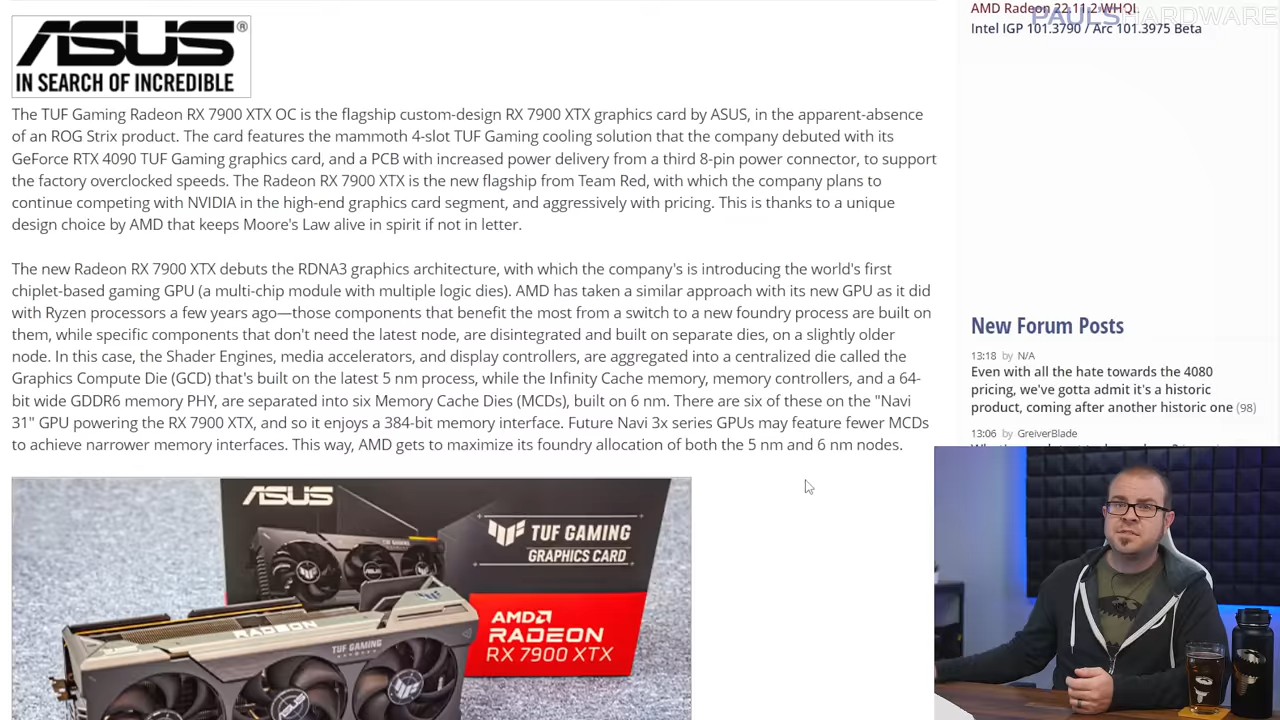 ASUS®
IN SEARCH OF INCREDIBLE
The TUF Gaming Radeon RX 7900 XTX OC is the flagship custom-design RX 7900 XTX graphics card by ASUS, in the apparent-absence
of an ROG Strix product. The card features the mammoth 4-slot TUF Gaming cooling solution that the company debuted with its
GeForce RTX 4090 TUF Gaming graphics card, and a PCB with increased power delivery from a third 8-pin power connector, to support
the factory overclocked speeds. The Radeon RX 7900 XTX is the new flagship from Team Red, with which the company plans to
continue competing with NVIDIA in the high-end graphics card segment, and aggressively with pricing. This is thanks to a unique
design choice by AMD that keeps Moore's Law alive in spirit if not in letter.
The new Radeon RX 7900 XTX debuts the RDNA3 graphics architecture, with which the company's is introducing the world's first
chiplet-based gaming GPU (a multi-chip module with multiple logic dies). AMD has taken a similar approach with its new GPU as it did
with Ryzen processors a few years ago—those components that benefit the most from a switch to a new foundry process are built on
them, while specific components that don't need the latest node, are disintegrated and built on separate dies, on a slightly older
node. In this case, the Shader Engines, media accelerators, and display controllers, are aggregated into a centralized die called the
Graphics Compute Die (GCD) that's built on the latest 5 nm process, while the Infinity Cache memory, memory controllers, and a 64-
bit wide GDDR6 memory PHY, are separated into six Memory Cache Dies (MCDs), built on 6 nm. There are six of these on the "Navi
31" GPU powering the RX 7900 XTX, and so it enjoys a 384-bit memory interface. Future Navi 3x series GPUs may feature fewer MCDs
to achieve narrower memory interfaces. This way, AMD gets to maximize its foundry allocation of both the 5 nm and 6 nm nodes.
ASUS
TUF GAMING
GRAPHICS CARD
AMD
RADEON
RX 7900 XTX
RADEON
TUF GAMING
ASUS
AMD Radeon 22.11.2 WHQL
PAULSHARDWARE
Intel IGP 101.3790 / Arc 101.3975 Beta
New Forum Posts
13:18 by N/A
Even with all the hate towards the 4080
pricing, we've gotta admit it's a historic
product, coming after another historic one (98)
13:06 by GreiverBlade